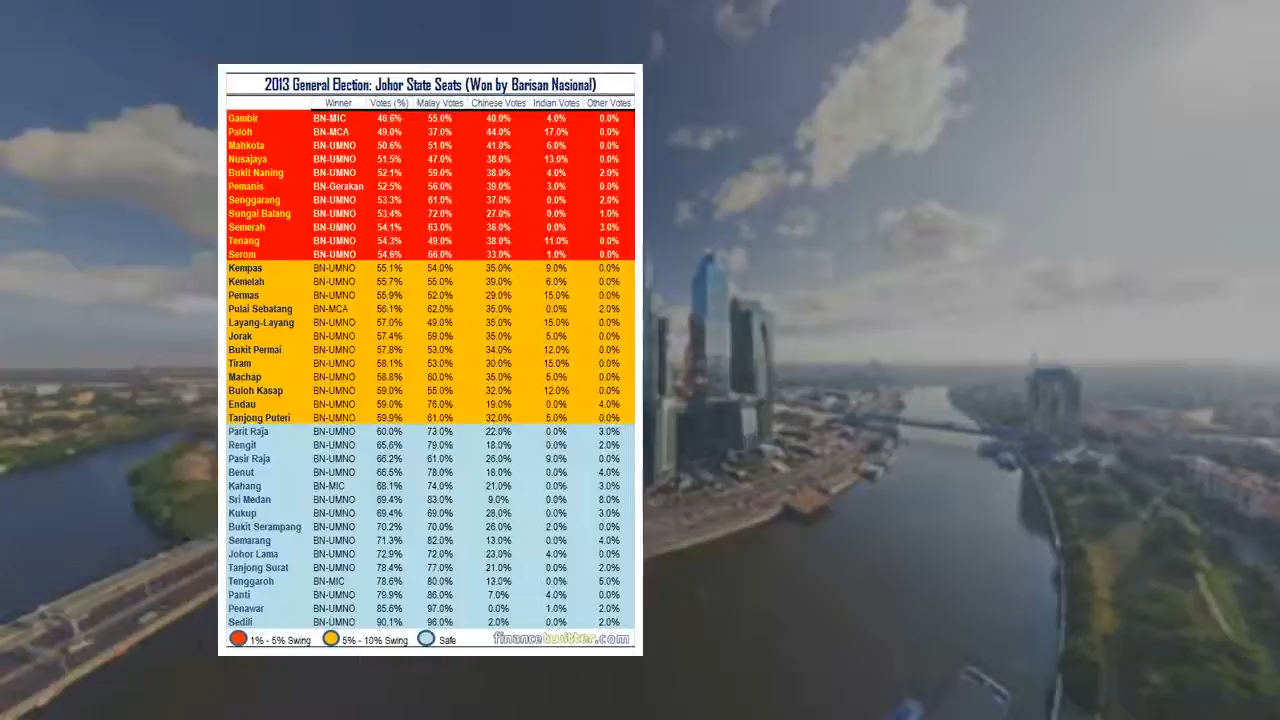 2013 General Election: Johor State Seats (Won by Barisan Nasional)
Winner Votes (%) Malay Votes Chinese Votes Indian Votes Other Votes
Gambir BN-MIC 46.6% 55.0% 40.0% 4.0% 0.0%
Paloh BN-MCA 49.0% 37.0% 44.0% 17.0% 0.0%
Mahkota BN-UMNO 50.6% 51.0% 41.0% 6.0% 0.0%
Nusajaya BN-UMNO 51.5% 47.0% 38.0% 13.0% 0.0%
Bukit Naning BN-UMNO 52.1% 59.0% 38.0% 4.0% 2.0%
Pemanis BN-Gerakan 52.5% 56.0% 39.0% 3.0% 0.0%
Senggarang BN-UMNO 53.3% 61.0% 37.0% 0.0% 2.0%
Sungai Balang BN-UMNO 53.4% 72.0% 27.0% 0.0% 1.0%
Semerah BN-UMNO 54.1% 63.0% 36.0% 0.0% 3.0%
Tenang BN-UMNO 54.3% 49.0% 38.0% 11.0% 0.0%
Serom BN-UMNO 54.6% 66.0% 33.0% 1.0% 0.0%
Kempas BN-UMNO 55.1% 54.0% 35.0% 9.0% 0.0%
Kemelah BN-UMNO 55.7% 55.0% 39.0% 6.0% 0.0%
Permas BN-UMNO 55.9% 52.0% 29.0% 15.0% 0.0%
Pulai Sebatang BN-MCA 56.1% 62.0% 35.0% 0.0% 2.0%
Layang-Layang BN-UMNO 57.0% 49.0% 35.0% 15.0% 0.0%
Jorak BN-UMNO 57.4% 59.0% 35.0% 5.0% 0.0%
Bukit Permai BN-UMNO 57.8% 53.0% 34.0% 12.0% 0.0%
Tiram BN-UMNO 58.1% 53.0% 30.0% 15.0% 0.0%
Machap BN-UMNO 58.8% 60.0% 35.0% 5.0% 0.0%
Buloh Kasap BN-UMNO 59.0% 55.0% 32.0% 12.0% 0.0%
Endau BN-UMNO 59.0% 76.0% 19.0% 0.0% 4.0%
Tanjong Puteri BN-UMNO 59.9% 61.0% 32.0% 5.0% 0.0%
Parit Raja BN-UMNO 60.0% 73.0% 22.0% 0.0% 3.0%
Rengit BN-UMNO 65.6% 79.0% 18.0% 0.0% 2.0%
Pasir Raja BN-UMNO 66.2% 61.0% 26.0% 9.0% 0.0%
Benut BN-UMNO 66.5% 78.0% 18.0% 0.0% 4.0%
Kahang BN-MIC 68.1% 74.0% 21.0% 0.0% 3.0%
Sri Medan BN-UMNO 69.4% 83.0% 9.0% 0.0% 8.0%
Kukup BN-UMNO 69.4% 69.0% 28.0% 0.0% 3.0%
Bukit Serampang BN-UMNO 70.2% 70.0% 26.0% 2.0% 0.0%
Semarang BN-UMNO 71.3% 82.0% 13.0% 0.0% 4.0%
Johor Lama BN-UMNO 72.9% 72.0% 23.0% 4.0% 0.0%
Tanjong Surat BN-UMNO 78.4% 77.0% 21.0% 0.0% 2.0%
Tenggaroh BN-MIC 78.6% 80.0% 13.0% 0.0% 5.0%
Panti BN-UMNO 79.9% 86.0% 7.0% 4.0% 0.0%
Penawar BN-UMNO 85.6% 97.0% 0.0% 1.0% 2.0%
Sedili BN-UMNO 90.1% 96.0% 2.0% 0.0% 2.0%
1% - 5% Swing 5% - 10% Swing Safe financetwitter.com